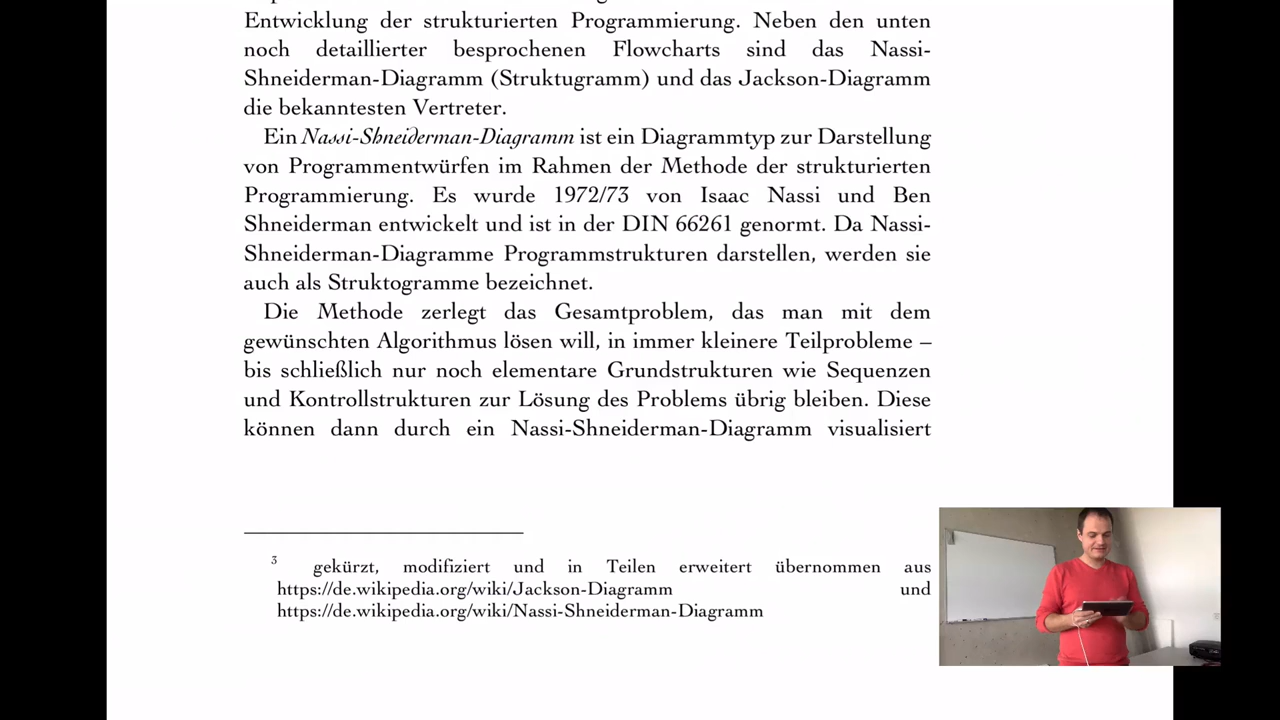 Entwicklung der strukturierten Programmierung. Neben den unten
noch detaillierter besprochenen Flowcharts sind das Nassi-
Shneiderman-Diagramm (Struktugramm) und das Jackson-Diagramm
die bekanntesten Vertreter.
Ein Nassi-Shneiderman-Diagramm ist ein Diagrammtyp zur Darstellung
von Programmentwürfen im Rahmen der Methode der strukturierten
Programmierung. Es wurde 1972/73 von Isaac Nassi und Ben
Shneiderman entwickelt und ist in der DIN 66261 genormt. Da Nassi-
Shneiderman-Diagramme Programmstrukturen darstellen, werden sie
auch als Struktogramme bezeichnet.
Die Methode zerlegt das Gesamtproblem, das man mit dem
gewünschten Algorithmus lösen will, in immer kleinere Teilprobleme –
bis schließlich nur noch elementare Grundstrukturen wie Sequenzen
und Kontrollstrukturen zur Lösung des Problems übrig bleiben. Diese
können dann durch ein Nassi-Shneiderman-Diagramm visualisiert
3 gekürzt, modifiziert und in Teilen erweitert übernommen aus
https://de.wikipedia.org/wiki/Jackson-Diagramm und
https://de.wikipedia.org/wiki/Nassi-Shneiderman-Diagramm